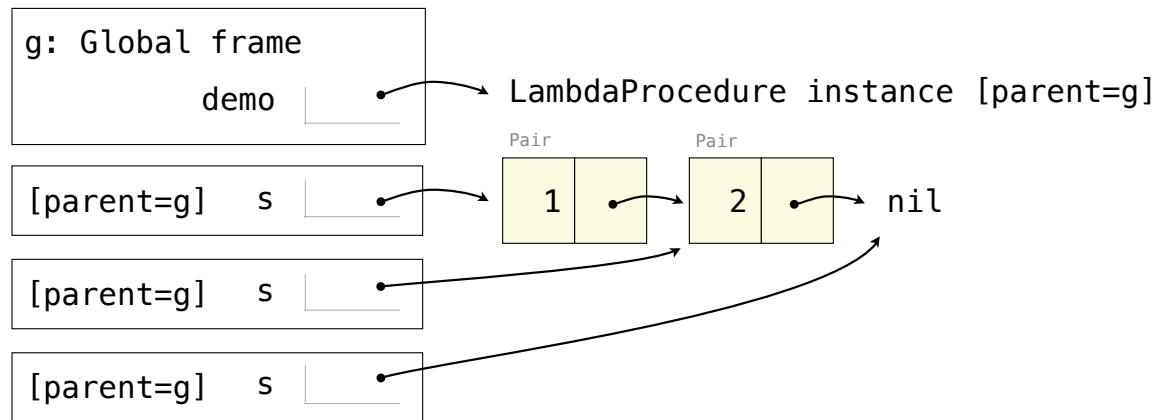 g: Global frame
demo
LambdaProcedure instance [parent=g]
Pair
Pair
[parent=g] s
1
2
nil
[parent=g] s
[parent=g] s